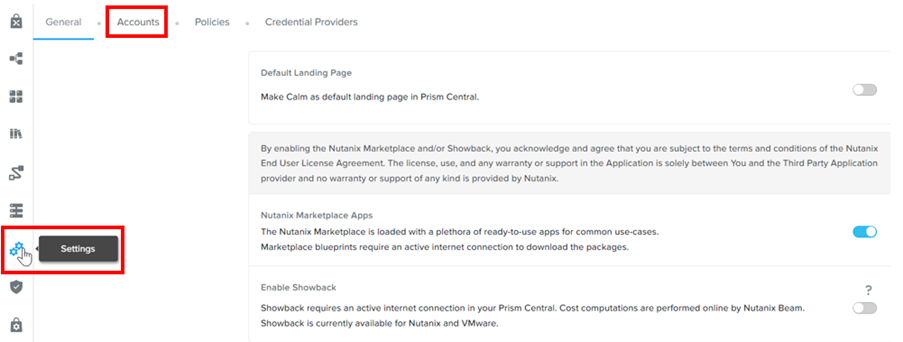 General
Accounts
Policies
Credential Providers
Default Landing Page
Make Calm as default landing page in Prism Central.
By enabling the Nutanix Marketplace and/or Showback, you acknowledge and agree that you are subject to the terms and conditions of the Nutanix
End User License Agreement. The license, use, and any warranty or support in the Application is solely between You and the Third Party Application
provider and no warranty or support of any kind is provided by Nutanix.
Nutanix Marketplace Apps
The Nutanix Marketplace is loaded with a plethora of ready-to-use apps for common use-cases.
Marketplace blueprints require an active internet connection to download the packages.
Settings
Enable Showback
?
Showback requires an active internet connection in your Prism Central. Cost computations are performed online by Nutanix Beam.
Showback is currently available for Nutanix and VMware.